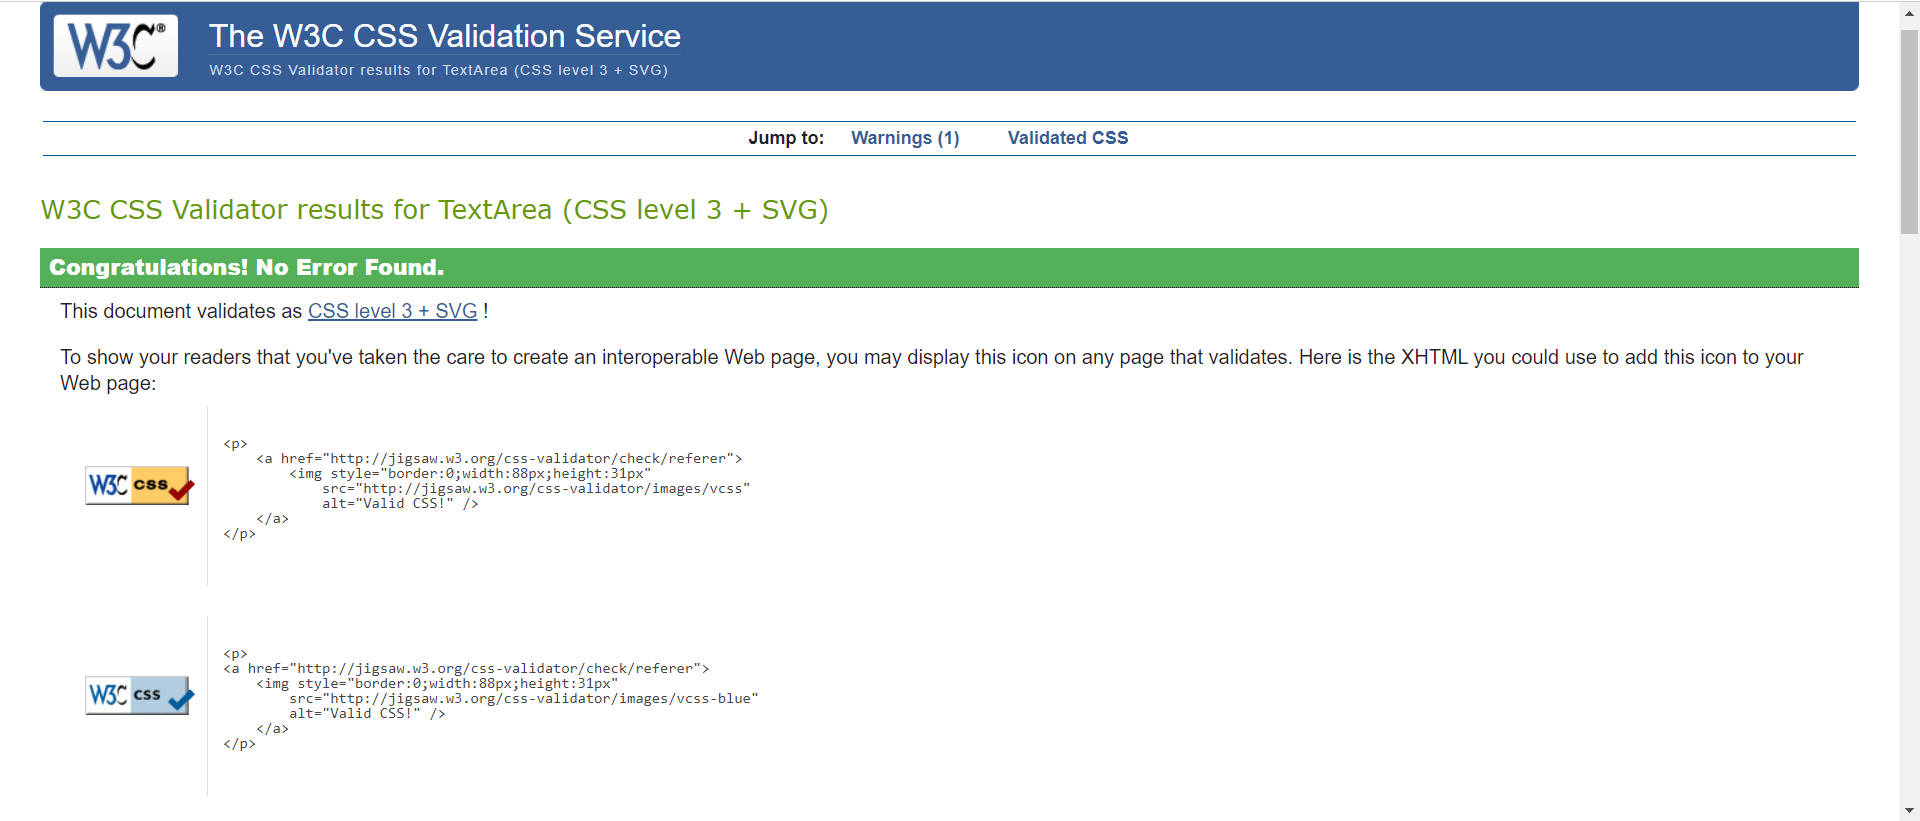 W3C®
The W3C CSS Validation Service
W3C CSS Validator results for TextArea (CSS level 3 + SVG)
Jump to: Warnings (1) Validated CSS
W3C CSS Validator results for TextArea (CSS level 3 + SVG)
Congratulations! No Error Found.
This document validates as CSS level 3 + SVG !
To show your readers that you've taken the care to create an interoperable Web page, you may display this icon on any page that validates. Here is the XHTML you could use to add this icon to your
Web page:
W3C css
<p>
    <a href="http://jigsaw.w3.org/css-validator/check/referer">
        <img style="border:0;width:88px;height:31px"
            src="http://jigsaw.w3.org/css-validator/images/vcss"
            alt="Valid CSS!" />
    </a>
</p>
W3C css
<p>
<a href="http://jigsaw.w3.org/css-validator/check/referer">
    <img style="border:0;width:88px;height:31px"
        src="http://jigsaw.w3.org/css-validator/images/vcss-blue"
        alt="Valid CSS!" />
    </a>
</p>